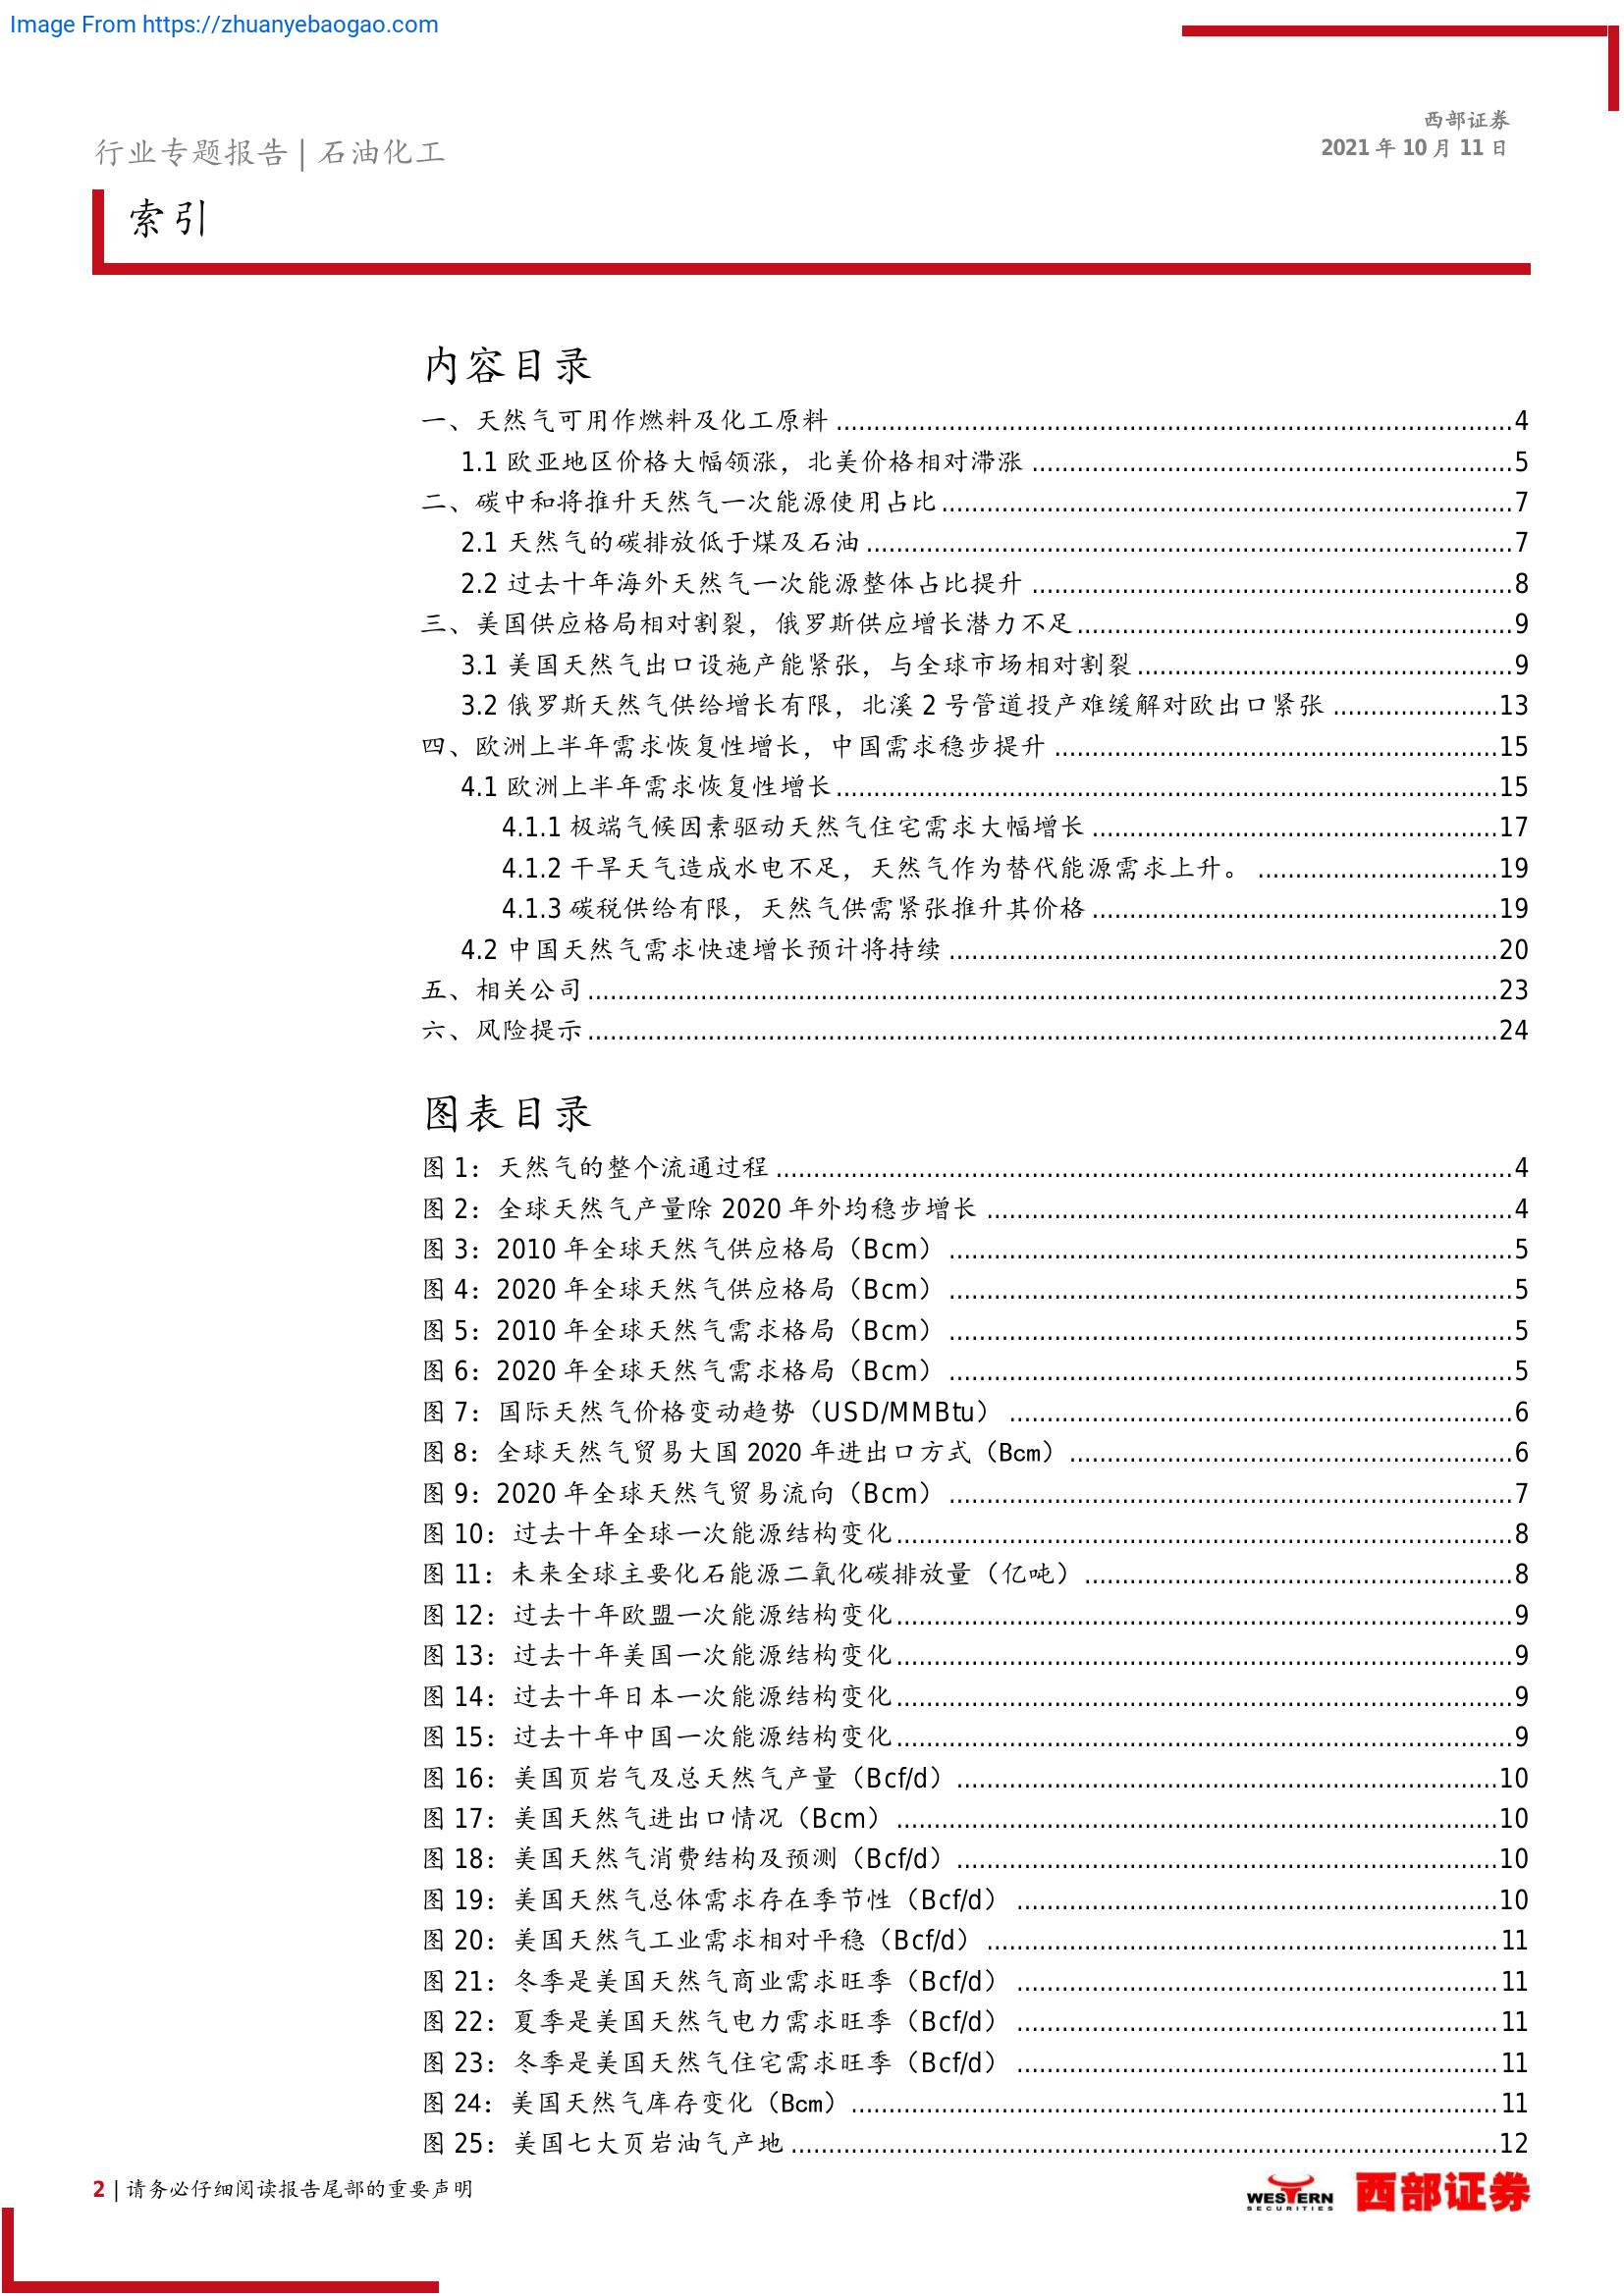 Image From https://zhuanyebaogao.com
西部证券
行业专题报告 | 石油化工
2021 年 10 月 11 日
索引
内容目录
一、天然气可用作燃料及化工原料 4
1.1 欧亚地区价格大幅领涨，北美价格相对滞涨 5
二、碳中和将推升天然气一次能源使用占比 7
2.1 天然气的碳排放低于煤及石油 7
2.2 过去十年海外天然气一次能源整体占比提升 8
三、美国供应格局相对割裂，俄罗斯供应增长潜力不足 9
3.1 美国天然气出口设施产能紧张，与全球市场相对割裂 9
3.2 俄罗斯天然气供给增长有限，北溪 2 号管道投产难缓解对欧出口紧张 13
四、欧洲上半年需求恢复性增长，中国需求稳步提升 15
4.1 欧洲上半年需求恢复性增长 15
4.1.1 极端气候因素驱动天然气住宅需求大幅增长 17
4.1.2 干旱天气造成水电不足，天然气作为替代能源需求上升。 19
4.1.3 碳税供给有限，天然气供需紧张推升其价格 19
4.2 中国天然气需求快速增长预计将持续 20
五、相关公司 23
六、风险提示 24
图表目录
图 1：天然气的整个流通过程 4
图 2：全球天然气产量除 2020 年外均稳步增长 4
图 3：2010 年全球天然气供应格局（Bcm） 5
图 4：2020 年全球天然气供应格局（Bcm） 5
图 5：2010 年全球天然气需求格局（Bcm） 5
图 6：2020 年全球天然气需求格局（Bcm） 5
图 7：国际天然气价格变动趋势（USD/MMBtu） 6
图 8：全球天然气贸易大国 2020 年进出口方式（Bcm） 6
图 9：2020 年全球天然气贸易流向（Bcm） 7
图 10：过去十年全球一次能源结构变化 8
图 11：未来全球主要化石能源二氧化碳排放量（亿吨） 8
图 12：过去十年欧盟一次能源结构变化 9
图 13：过去十年美国一次能源结构变化 9
图 14：过去十年日本一次能源结构变化 9
图 15：过去十年中国一次能源结构变化 9
图 16：美国页岩气及总天然气产量（Bcf/d） 10
图 17：美国天然气进出口情况（Bcm） 10
图 18：美国天然气消费结构及预测（Bcf/d） 10
图 19：美国天然气总体需求存在季节性（Bcf/d） 10
图 20：美国天然气工业需求相对平稳（Bcf/d） 11
图 21：冬季是美国天然气商业需求旺季（Bcf/d） 11
图 22：夏季是美国天然气电力需求旺季（Bcf/d） 11
图 23：冬季是美国天然气住宅需求旺季（Bcf/d） 11
图 24：美国天然气库存变化（Bcm） 11
图 25：美国七大页岩油气产地 12
2 | 请务必仔细阅读报告尾部的重要声明
WESTERN
SECURITIES
西部证券